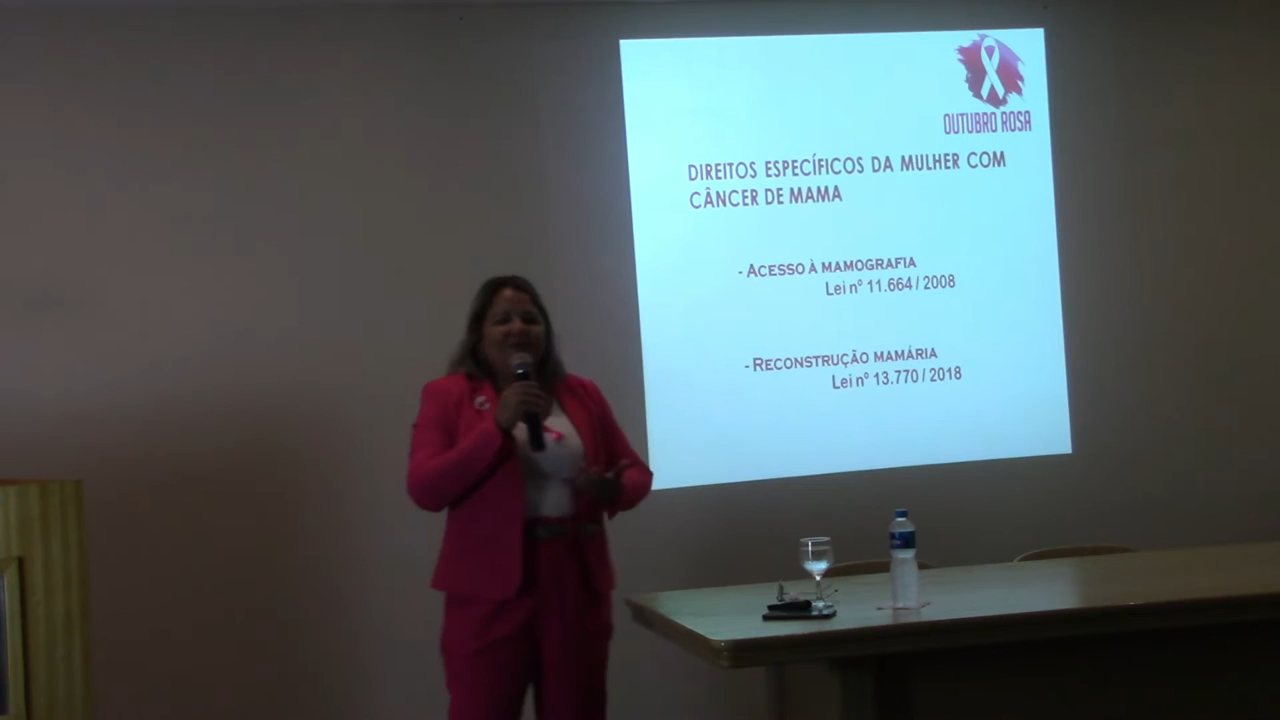 OUTUBRO ROSA
DIREITOS ESPECÍFICOS DA MULHER COM
CÂNCER DE MAMA
- ACESSO À MAMOGRAFIA
Lei nº 11.664 / 2008
- RECONSTRUÇÃO MAMÁRIA
Lei nº 13.770 / 2018